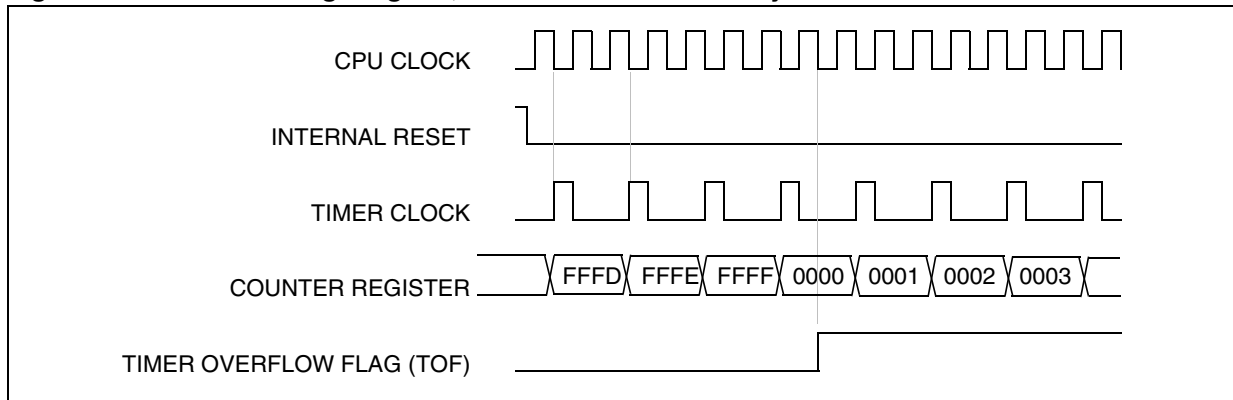 CPU CLOCK
INTERNAL RESET
TIMER CLOCK
FFFD FFFE FFFF 0000 0001 0002 0003
COUNTER REGISTER
TIMER OVERFLOW FLAG (TOF)